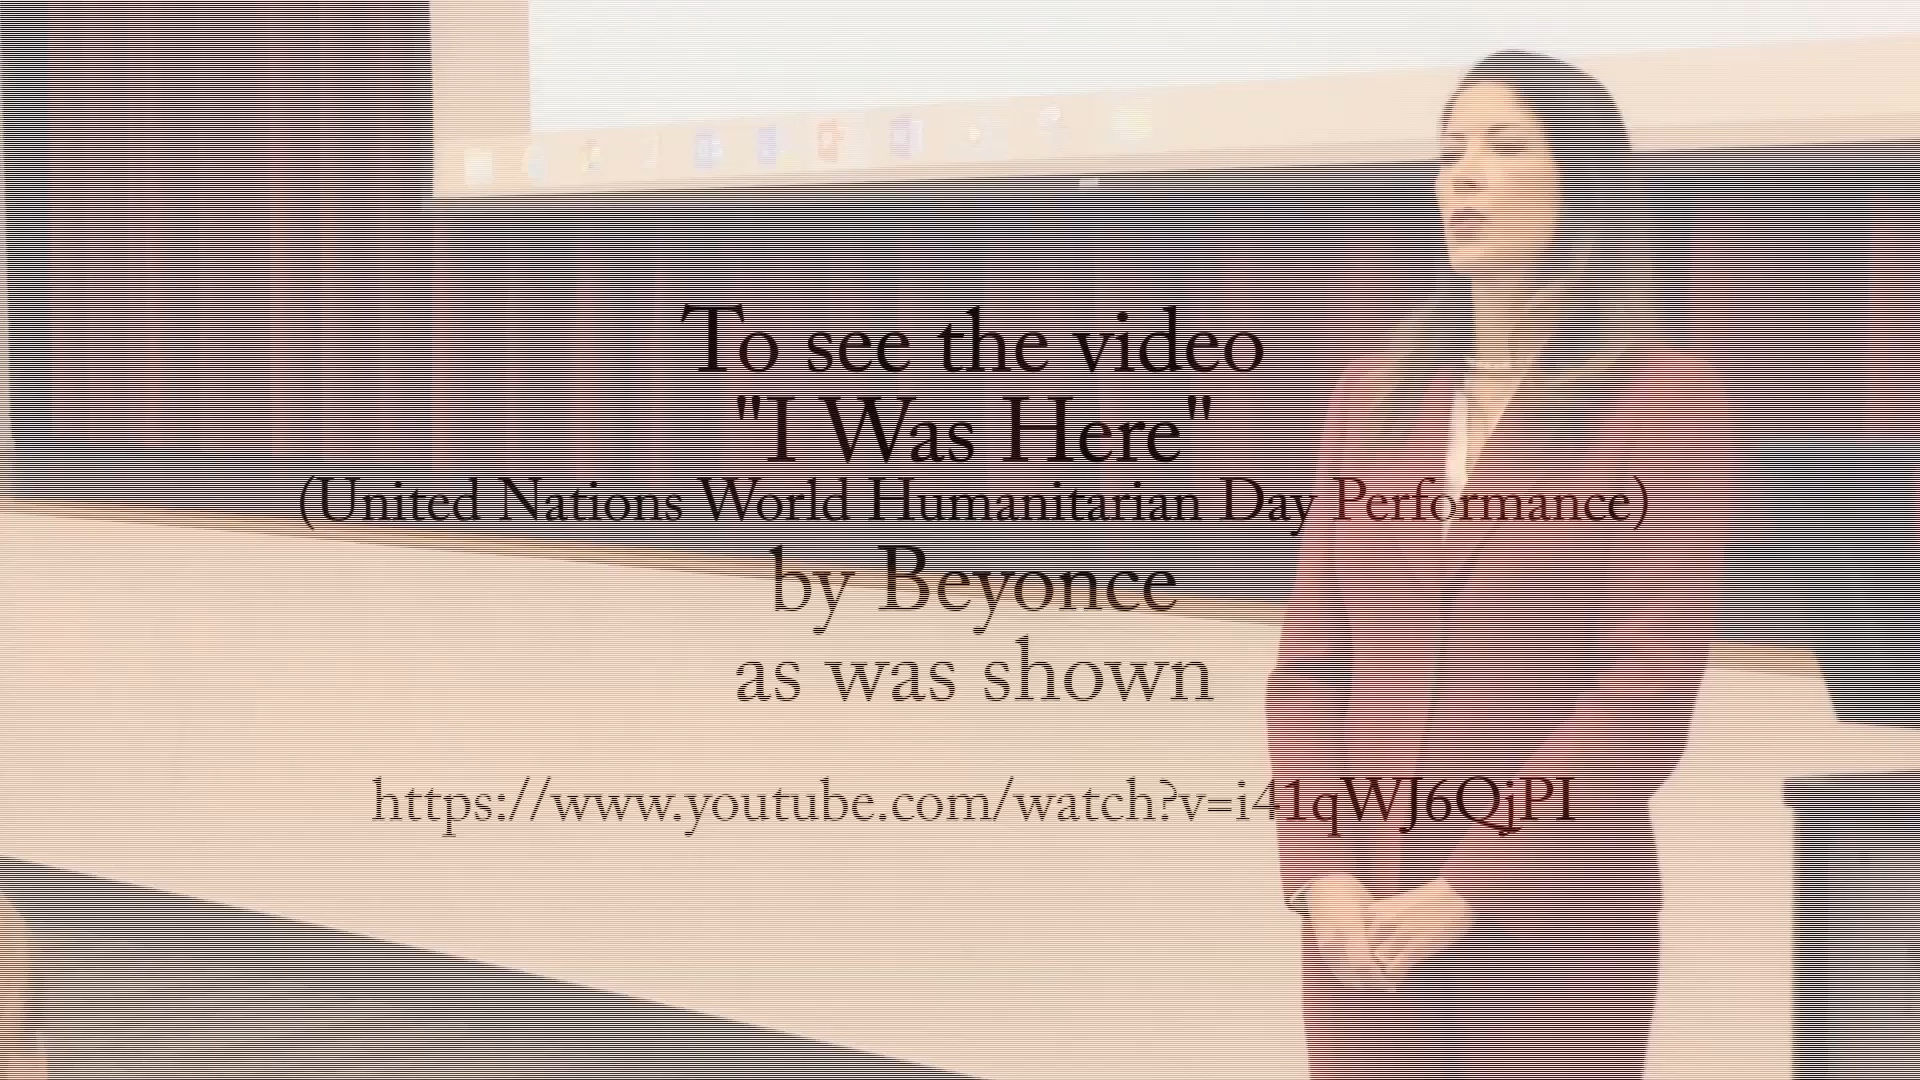 To see the video
"I Was Here"
(United Nations World Humanitarian Day Performance)
by Beyonce
as was shown
https://www.youtube.com/watch?v=i41qWJ6QjPI